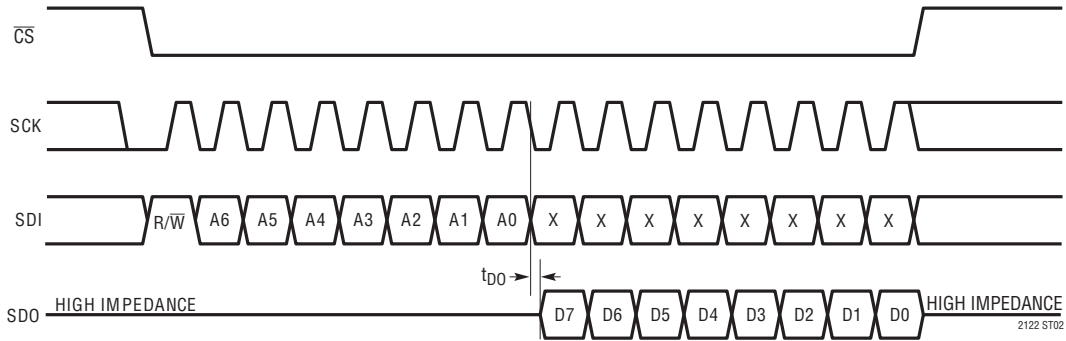 C̅S̅
SCK
SDI R/W̅ A6 A5 A4 A3 A2 A1 A0 X X X X X X X X
tDO
SDO HIGH IMPEDANCE D7 D6 D5 D4 D3 D2 D1 D0 HIGH IMPEDANCE
2122 ST02